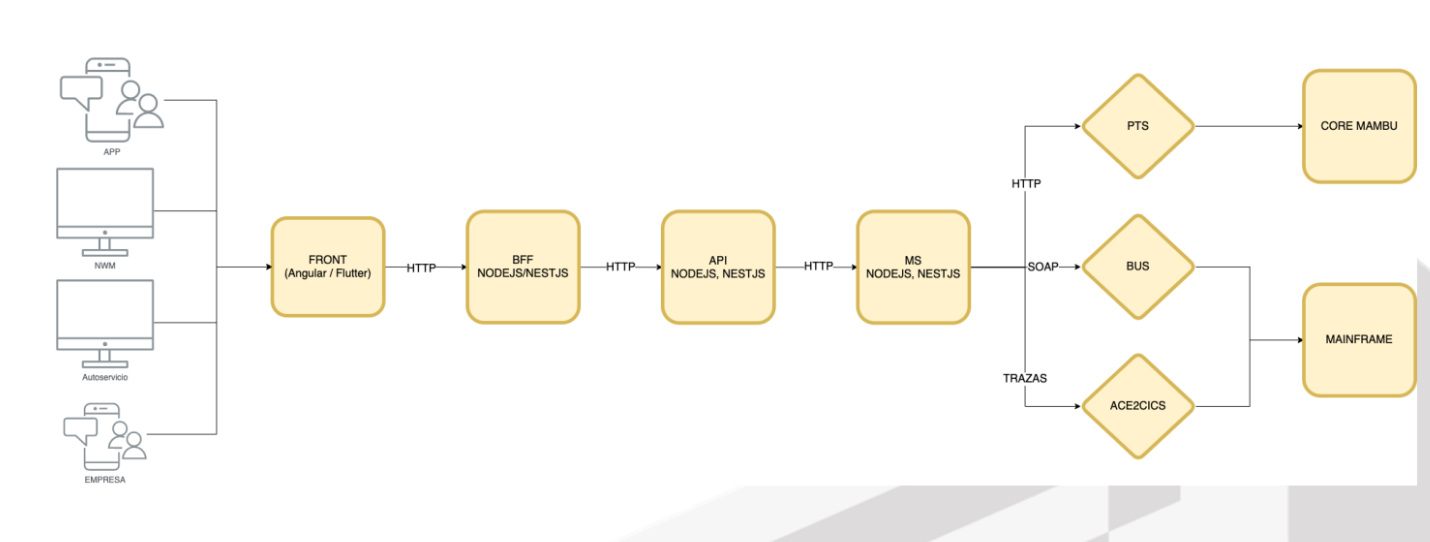 APP
NWM
Autoservicio
EMPRESA
FRONT
(Angular / Flutter)
HTTP
BFF
NODEJS/NESTJS
HTTP
API
NODEJS, NESTJS
HTTP
MS
NODEJS, NESTJS
HTTP
SOAP
TRAZAS
PTS
BUS
ACE2CICS
CORE MAMBU
MAINFRAME